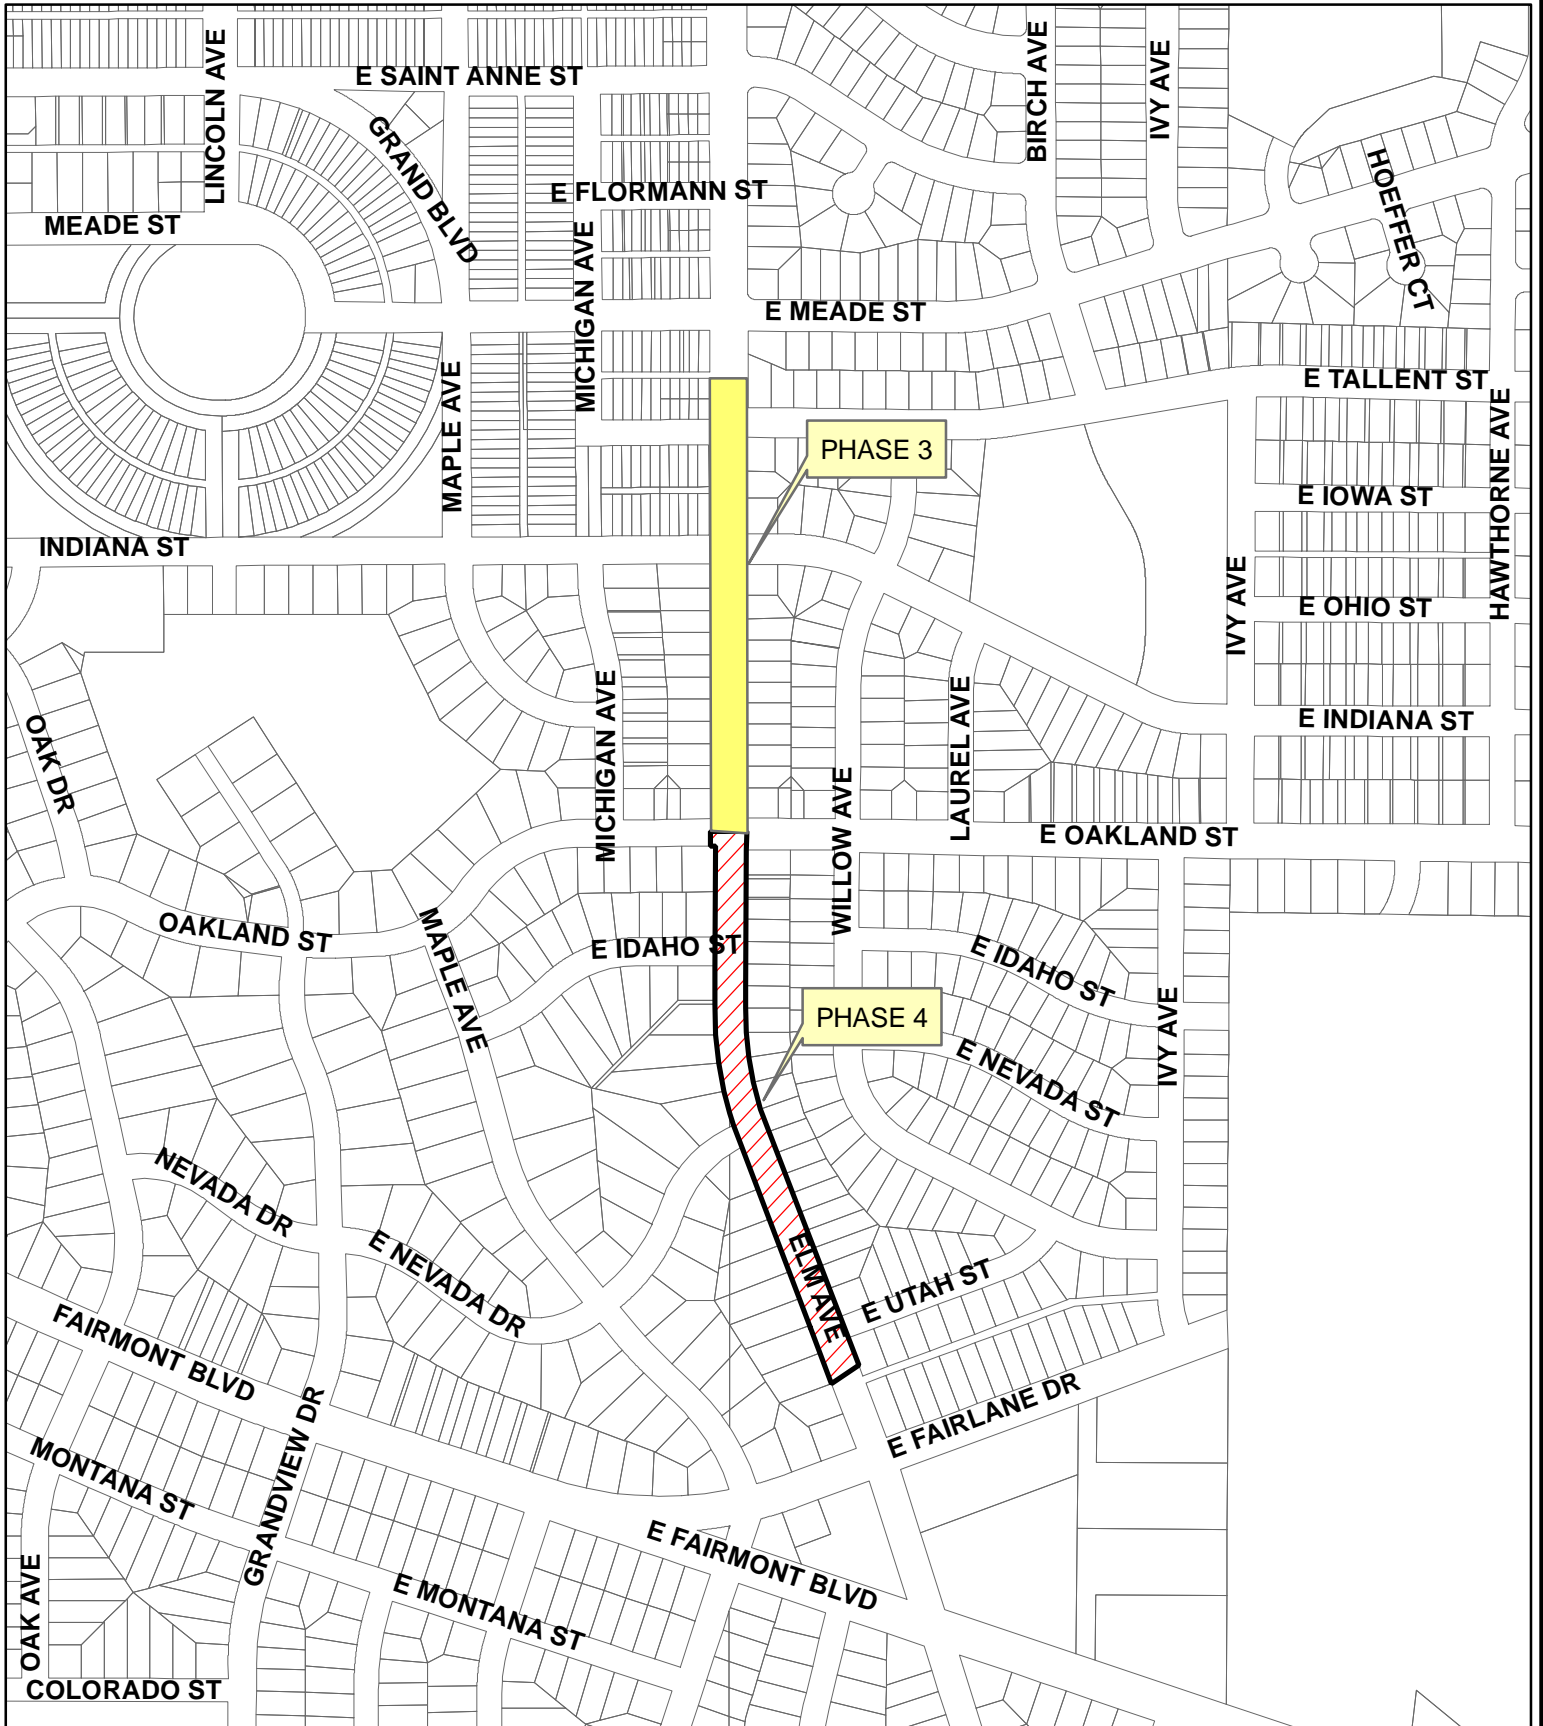 LINCOLN AVE
E SAINT ANNE ST
GRAND BLVD
BIRCH AVE
IVY AVE
HOEFFER CT
E FLORMANN ST
MEADE ST
MICHIGAN AVE
E MEADE ST
MAPLE AVE
E TALLENT ST
HAWTHORNE AVE
PHASE 3
E IOWA ST
INDIANA ST
IVY AVE
E OHIO ST
MICHIGAN AVE
LAUREL AVE
E INDIANA ST
OAK DR
WILLOW AVE
E OAKLAND ST
OAKLAND ST
MAPLE AVE
E IDAHO ST
E IDAHO ST
IVY AVE
PHASE 4
E NEVADA ST
NEVADA DR
E NEVADA DR
ELM AVE
E UTAH ST
FAIRMONT BLVD
E FAIRLANE DR
GRANDVIEW DR
MONTANA ST
E FAIRMONT BLVD
E MONTANA ST
OAK AVE
COLORADO ST